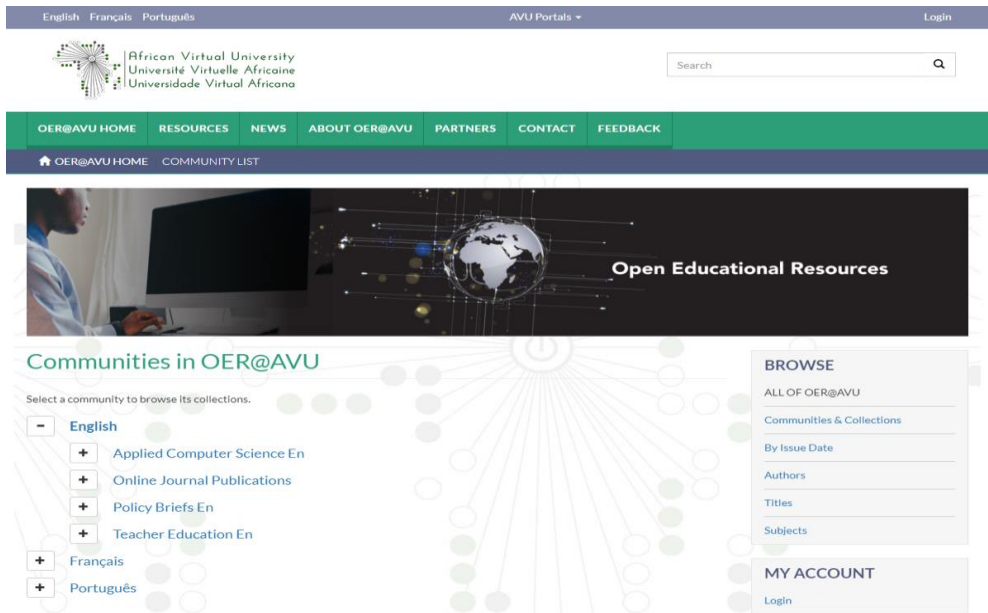 English Français Português
AVU Portals
Login
African Virtual University
Université Virtuelle Africaine
Universidade Virtual Africana
Search
OER@AVU HOME RESOURCES NEWS ABOUT OER@AVU PARTNERS CONTACT FEEDBACK
OER@AVU HOME COMMUNITY LIST
Open Educational Resources
Communities in OER@AVU
Select a community to browse its collections.
English
Applied Computer Science En
Online Journal Publications
Policy Briefs En
Teacher Education En
Français
Português
BROWSE
ALL OF OER@AVU
Communities & Collections
By Issue Date
Authors
Titles
Subjects
MY ACCOUNT
Login